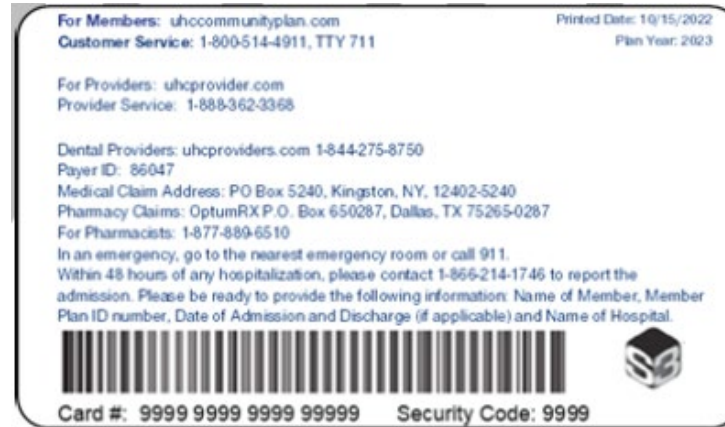 For Members: uhccommunityplan.com Printed Date: 10/15/2022
Customer Service: 1-800-514-4911, TTY 711 Plan Year: 2023
For Providers: uhcprovider.com
Provider Service: 1-888-362-3368
Dental Providers: uhcproviders.com 1-844-275-8750
Payer ID: 86047
Medical Claim Address: PO Box 5240, Kingston, NY, 12402-5240
Pharmacy Claims: OptumRX P.O. Box 650287, Dallas, TX 75265-0287
For Pharmacists: 1-877-889-6510
In an emergency, go to the nearest emergency room or call 911.
Within 48 hours of any hospitalization, please contact 1-866-214-1746 to report the
admission. Please be ready to provide the following information: Name of Member, Member
Plan ID number, Date of Admission and Discharge (if applicable) and Name of Hospital.
S3
Card #: 9999 9999 9999 99999 Security Code: 9999